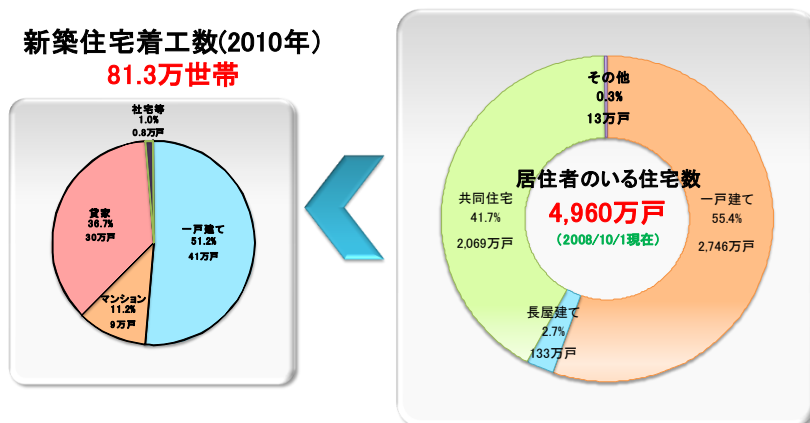 新築住宅着工数(2010年)
81.3万世帯
社宅等
1.0%
0.8万戸
貸家
36.7%
30万戸
一戸建て
51.2%
41万戸
マンション
11.2%
9万戸
その他
0.3%
13万戸
居住者のいる住宅数
4,960万戸
(2008/10/1現在)
共同住宅
41.7%
2,069万戸
一戸建て
55.4%
2,746万戸
長屋建て
2.7%
133万戸